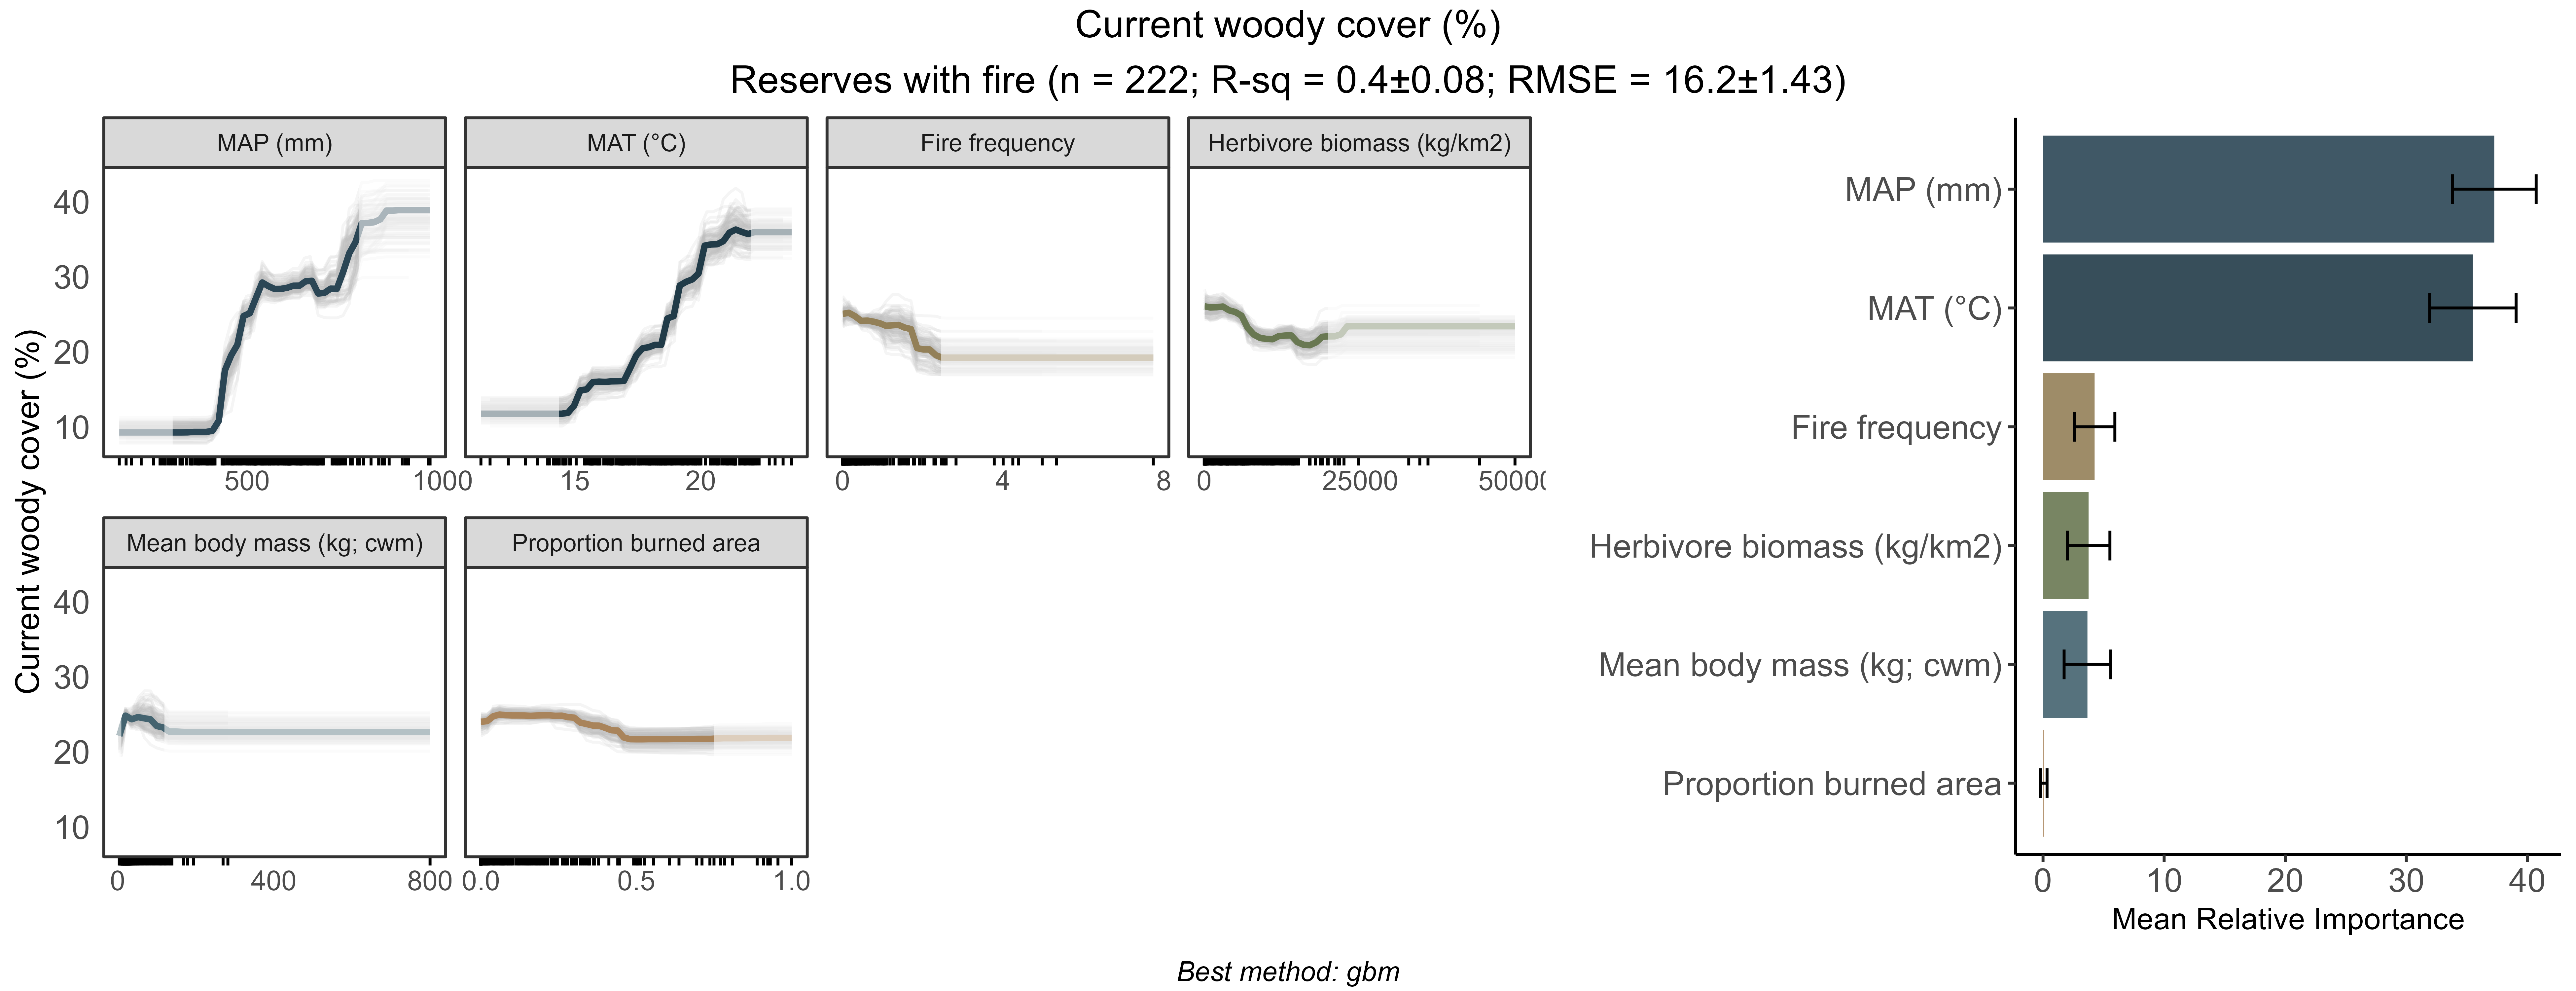 Current woody cover (%)
Reserves with fire (n = 222; R-sq = 0.4±0.08; RMSE = 16.2±1.43)
Current woody cover (%)
MAP (mm)
MAT (°C)
Fire frequency
Herbivore biomass (kg/km2)
40
30
20
10
500 1000
15 20
0 4 8
0 25000 5000
Mean body mass (kg; cwm)
Proportion burned area
40
30
20
10
0 400 800
0.0 0.5 1.0
MAP (mm)
MAT (°C)
Fire frequency
Herbivore biomass (kg/km2)
Mean body mass (kg; cwm)
Proportion burned area
0 10 20 30 40
Mean Relative Importance
Best method: gbm